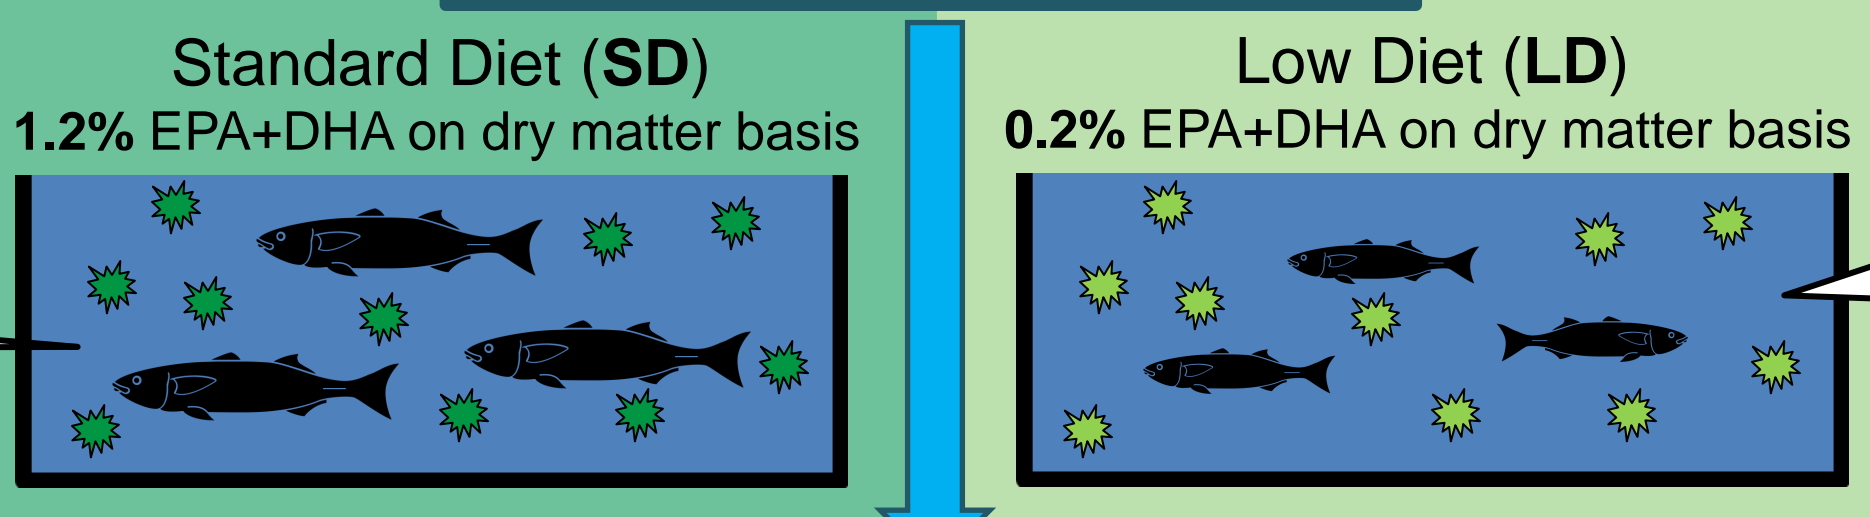 Standard Diet (SD)
1.2% EPA+DHA on dry matter basis
Low Diet (LD)
0.2% EPA+DHA on dry matter basis